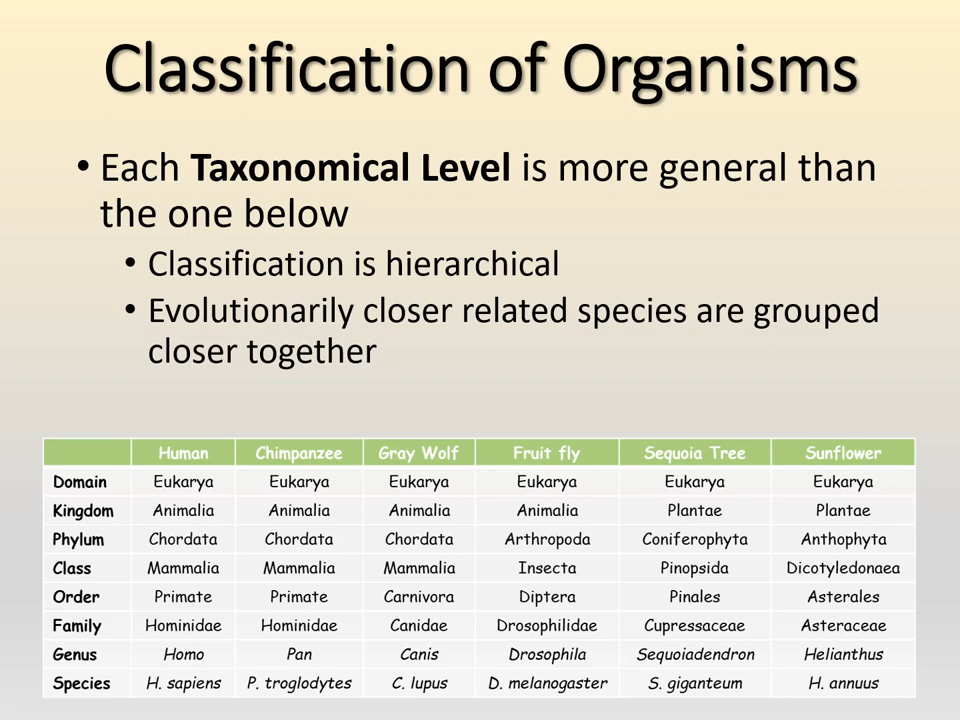 Classification of Organisms
• Each Taxonomical Level is more general than
the one below
• Classification is hierarchical
• Evolutionarily closer related species are grouped
closer together
Human Chimpanzee Gray Wolf Fruit fly Sequoia Tree Sunflower
Domain Eukarya Eukarya Eukarya Eukarya Eukarya Eukarya
Kingdom Animalia Animalia Animalia Animalia Plantae Plantae
Phylum Chordata Chordata Chordata Arthropoda Coniferophyta Anthophyta
Class Mammalia Mammalia Mammalia Insecta Pinopsida Dicotyledonaea
Order Primate Primate Carnivora Diptera Pinales Asterales
Family Hominidae Hominidae Canidae Drosophilidae Cupressaceae Asteraceae
Genus Homo Pan Canis Drosophila Sequoiadendron Helianthus
Species H. sapiens P. troglodytes C. lupus D. melanogaster S. giganteum H. annuus